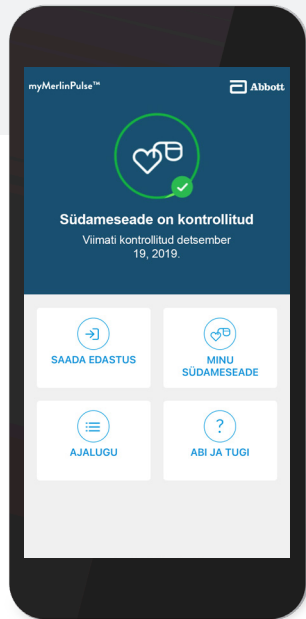 myMerlinPulse™
Abbott
Südameseade on kontrollitud
Viimati kontrollitud detsember
19, 2019.
SAADA EDASTUS
MINU
SÜDAMESEADE
AJALUGU
?
ABI JA TUGI